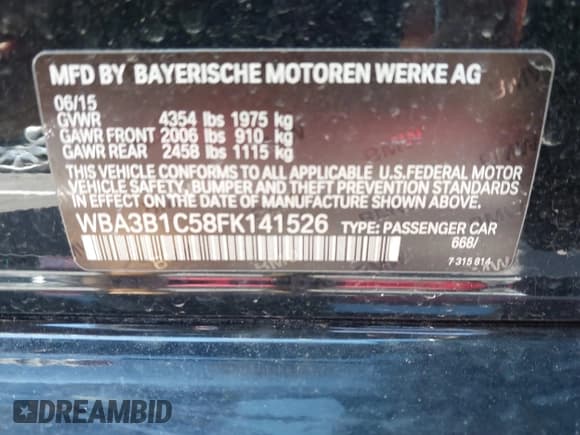 MFD BY BAYERISCHE MOTOREN WERKE AG
06/15
GVWR 4354 lbs 1975 kg
GAWR FRONT 2006 lbs 910 kg
GAWR REAR 2458 lbs 1115 kg
THIS VEHICLE CONFORMS TO ALL APPLICABLE U.S.FEDERAL MOTOR
VEHICLE SAFETY, BUMPER AND THEFT PREVENTION STANDARDS
IN EFFECT ON THE DATE OF MANUFACTURE SHOWN ABOVE.
WBA3B1C58FK141526 TYPE: PASSENGER CAR
668/
7 315 814
DREAMBID